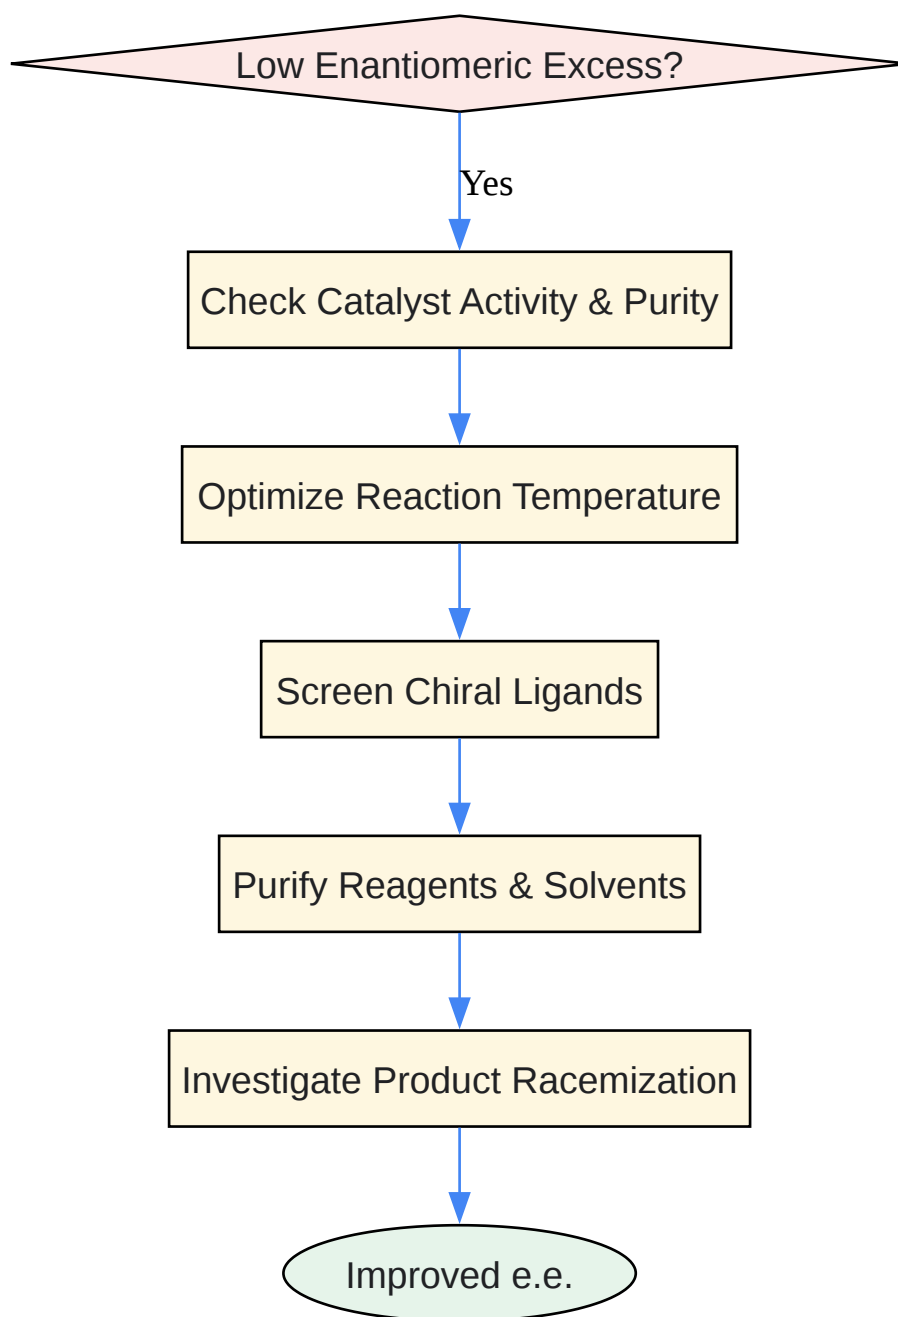 Low Enantiomeric Excess?
Yes
Check Catalyst Activity & Purity
Optimize Reaction Temperature
Screen Chiral Ligands
Purify Reagents & Solvents
Investigate Product Racemization
Improved e.e.